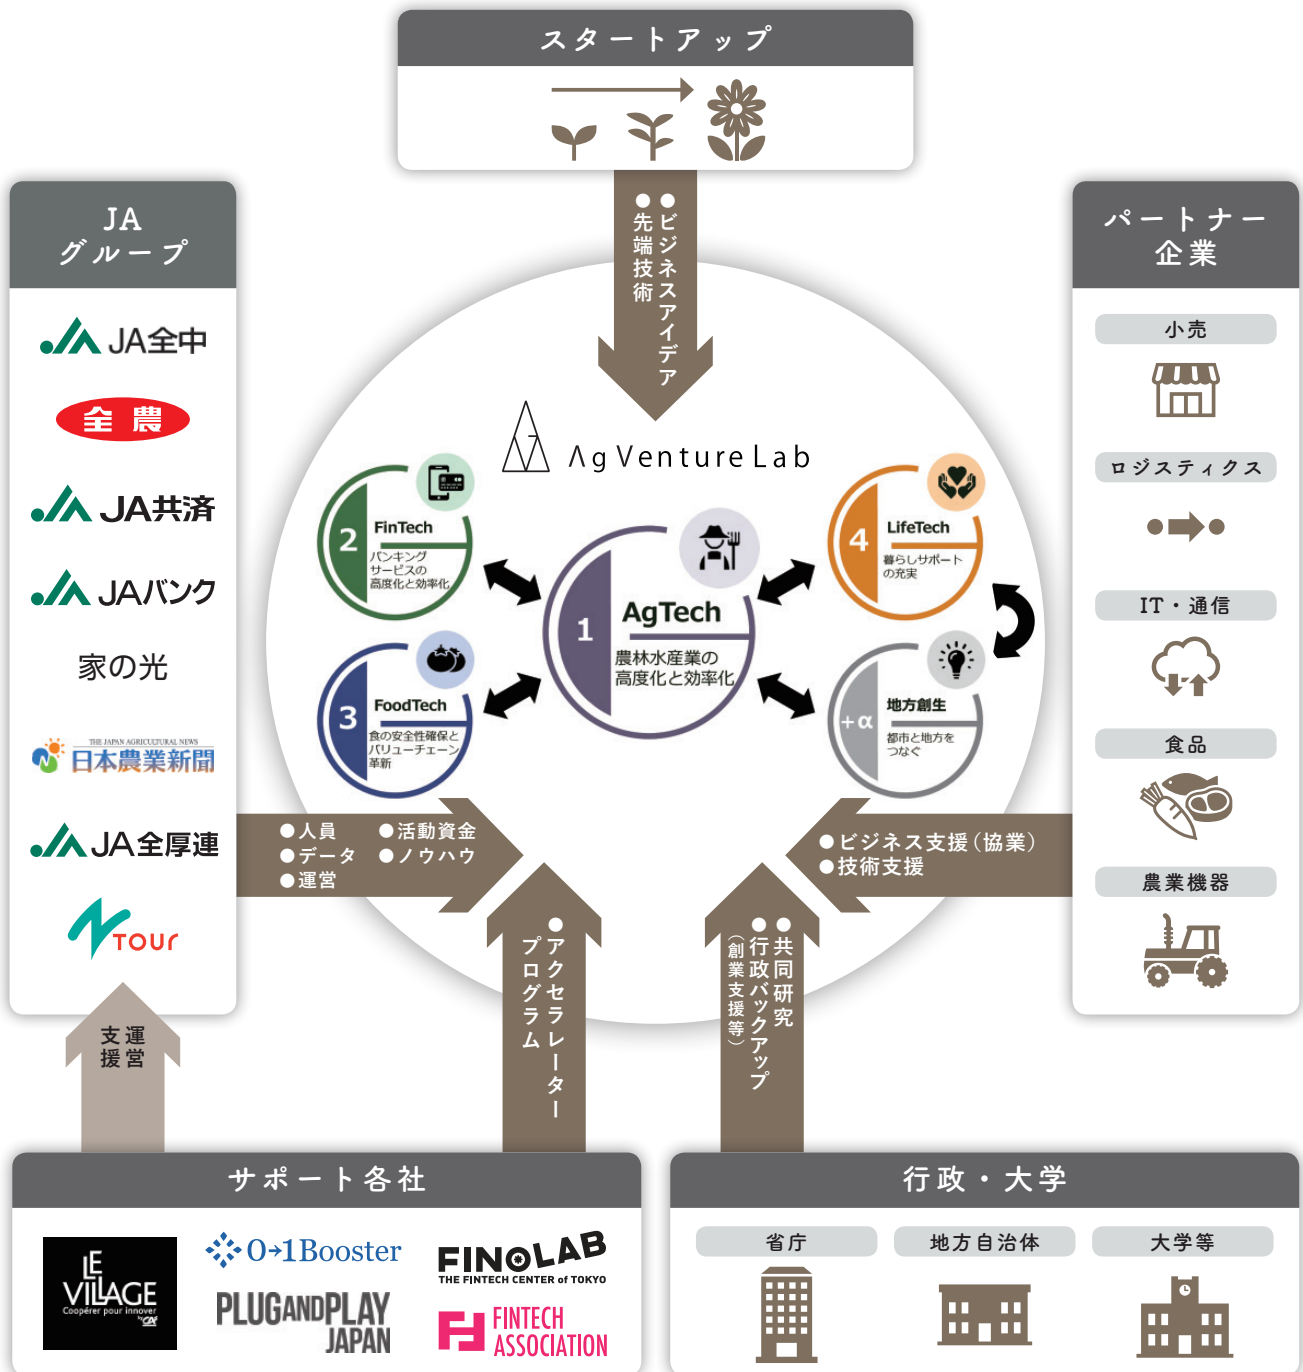 スタートアップ
●ビジネスアイデア
●先端技術
JA
グループ
JA全中
全農
JA共済
JAバンク
家の光
THE JAPAN AGRICULTURAL NEWS
日本農業新聞
JA全厚連
N TOUR
AgVentureLab
2
FinTech
バンキング
サービスの
高度化と効率化
1
AgTech
農林水産業の
高度化と効率化
4
LifeTech
暮らしサポート
の充実
3
FoodTech
食の安全性確保と
バリューチェーン
革新
+α
地方創生
都市と地方を
つなぐ
パートナー
企業
小売
ロジスティクス
IT・通信
食品
農業機器
●人員 ●活動資金
●データ ●ノウハウ
●運営
●ビジネス支援(協業)
●技術支援
運営
支援
●アクセラレーター
プログラム
●共同研究
●行政バックアップ
(創業支援等)
サポート各社
LE
VILLAGE
Coopérer pour innover
by CA
0→1Booster
FINOLAB
THE FINTECH CENTER of TOKYO
PLUG AND PLAY
JAPAN
FINTECH
ASSOCIATION
行政・大学
省庁
地方自治体
大学等